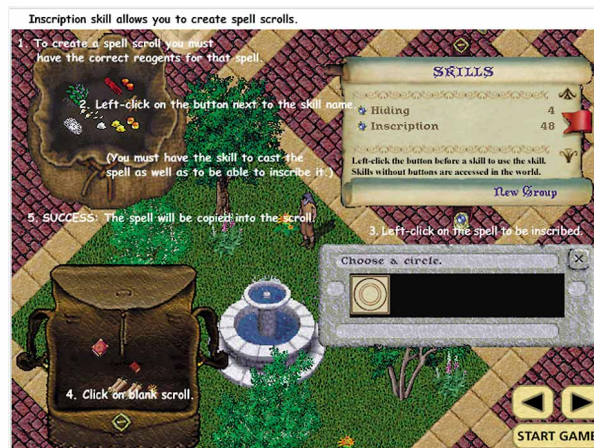 Inscription skill allows you to create spell scrolls.
1. To create a spell scroll you must
have the correct reagents for that spell.
SKILLS
2. Left-click on the button next to the skill name.
Hiding 4
Inscription 48
(You must have the skill to cast the
spell as well as to be able to inscribe it.)
Left-click the button before a skill to use the skill.
Skills without buttons are accessed in the world.
New Group
5. SUCCESS: The spell will be copied into the scroll.
3. Left-click on the spell to be inscribed.
Choose a circle.
4. Click on blank scroll.
START GAME